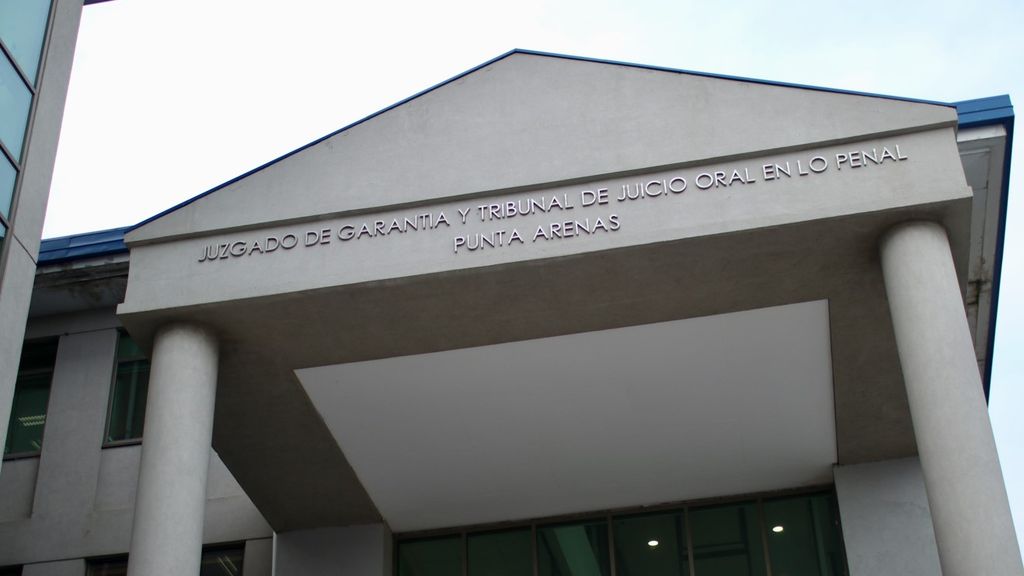 JUZGADO DE GARANTIA Y TRIBUNAL DE JUICIO ORAL EN LO PENAL
PUNTA ARENAS